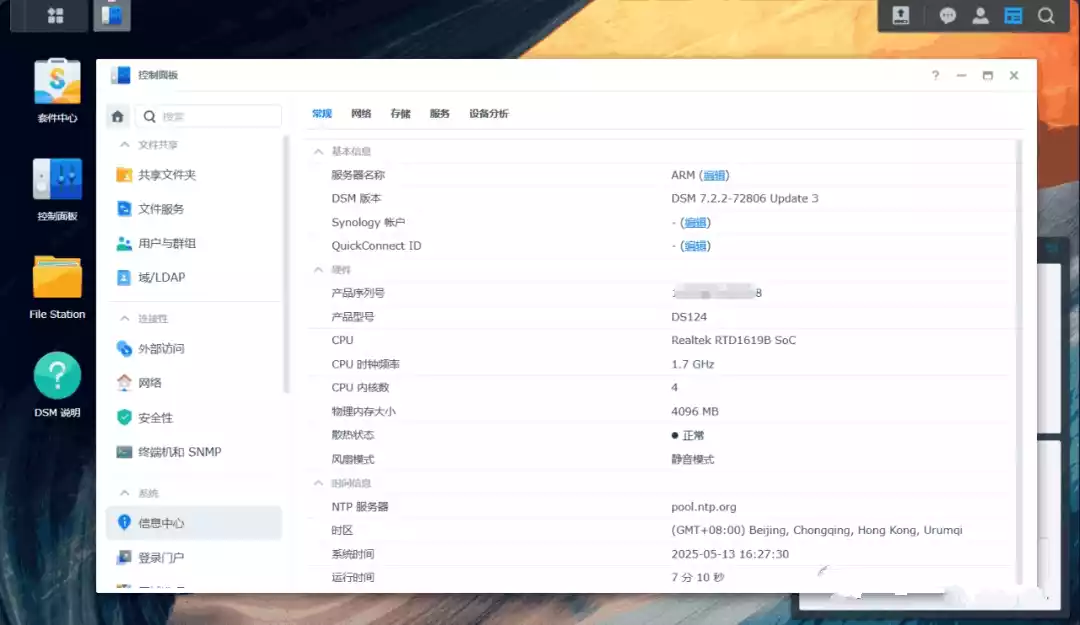 套件中心
控制面板
File Station
DSM 说明
控制面板
搜索
文件共享
共享文件夹
文件服务
用户与群组
域/LDAP
连接性
外部访问
网络
安全性
终端机和 SNMP
系统
信息中心
登录门户
常规 网络 存储 服务 设备分析
基本信息
服务器名称 ARM (编辑)
DSM 版本 DSM 7.2.2-72806 Update 3
Synology 帐户 - (编辑)
QuickConnect ID - (编辑)
硬件
产品序列号 8
产品型号 DS124
CPU Realtek RTD1619B SoC
CPU 时钟频率 1.7 GHz
CPU 内核数 4
物理内存大小 4096 MB
散热状态 正常
风扇模式 静音模式
时间信息
NTP 服务器 pool.ntp.org
时区 (GMT+08:00) Beijing, Chongqing, Hong Kong, Urumqi
系统时间 2025-05-13 16:27:30
运行时间 7 分 10 秒